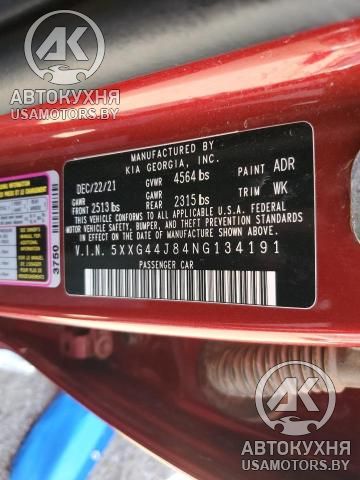 АК
АВТОКУХНЯ
USAMOTORS.BY
MANUFACTURED BY
KIA GEORGIA, INC.
DEC/22/21
GVWR 4564 lbs
PAINT ADR
GAWR FRONT 2513 lbs
GAWR REAR 2315 lbs
TRIM WK
THIS VEHICLE CONFORMS TO ALL APPLICABLE U.S.A. FEDERAL
MOTOR VEHICLE SAFETY, BUMPER, AND THEFT PREVENTION
STANDARDS IN EFFECT ON THE DATE OF MANUFACTURE SHOWN ABOVE.
V.I.N. 5XXG44J84NG134191
PASSENGER CAR
3750
АК
АВТОКУХНЯ
USAMOTORS.BY